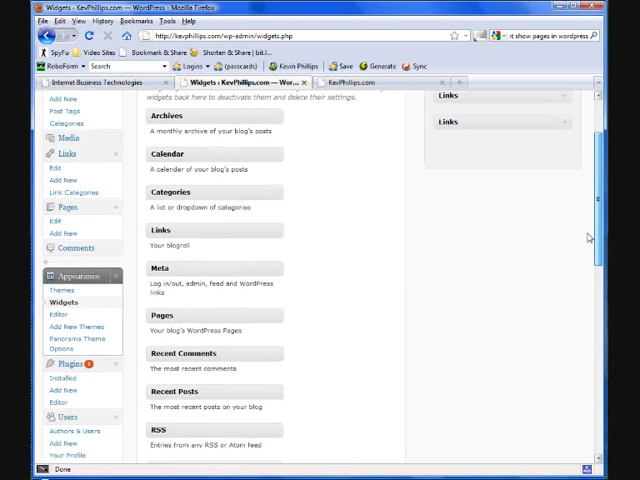 Widgets ‹ KevPhillips.com — WordPress - Mozilla Firefox
File Edit View History Bookmarks Tools Help
http://kevphillips.com/wp-admin/widgets.php
it show pages in wordpress
SpyFu Video Sites Bookmark & Share Shorten & Share | bit.l...
RoboForm Search Logins (passcards) Kevin Phillips Save Generate Sync
Internet Business Technologies Widgets ‹ KevPhillips.com — Wor... KevPhillips.com
widgets back here to deactivate them and delete their settings.
Links
Archives
A monthly archive of your blog's posts
Links
Calendar
A calendar of your blog's posts
Categories
A list or dropdown of categories
Links
Your blogroll
Meta
Log in/out, admin, feed and WordPress
links
Pages
Your blog's WordPress Pages
Recent Comments
The most recent comments
Recent Posts
The most recent posts on your blog
RSS
Entries from any RSS or Atom feed
Add New
Post Tags
Categories
Media
Links
Edit
Add New
Link Categories
Pages
Edit
Add New
Comments
Appearance
Themes
Widgets
Editor
Add New Themes
Panorama Theme
Options
Plugins 1
Installed
Add New
Editor
Users
Authors & Users
Add New
Your Profile
Done